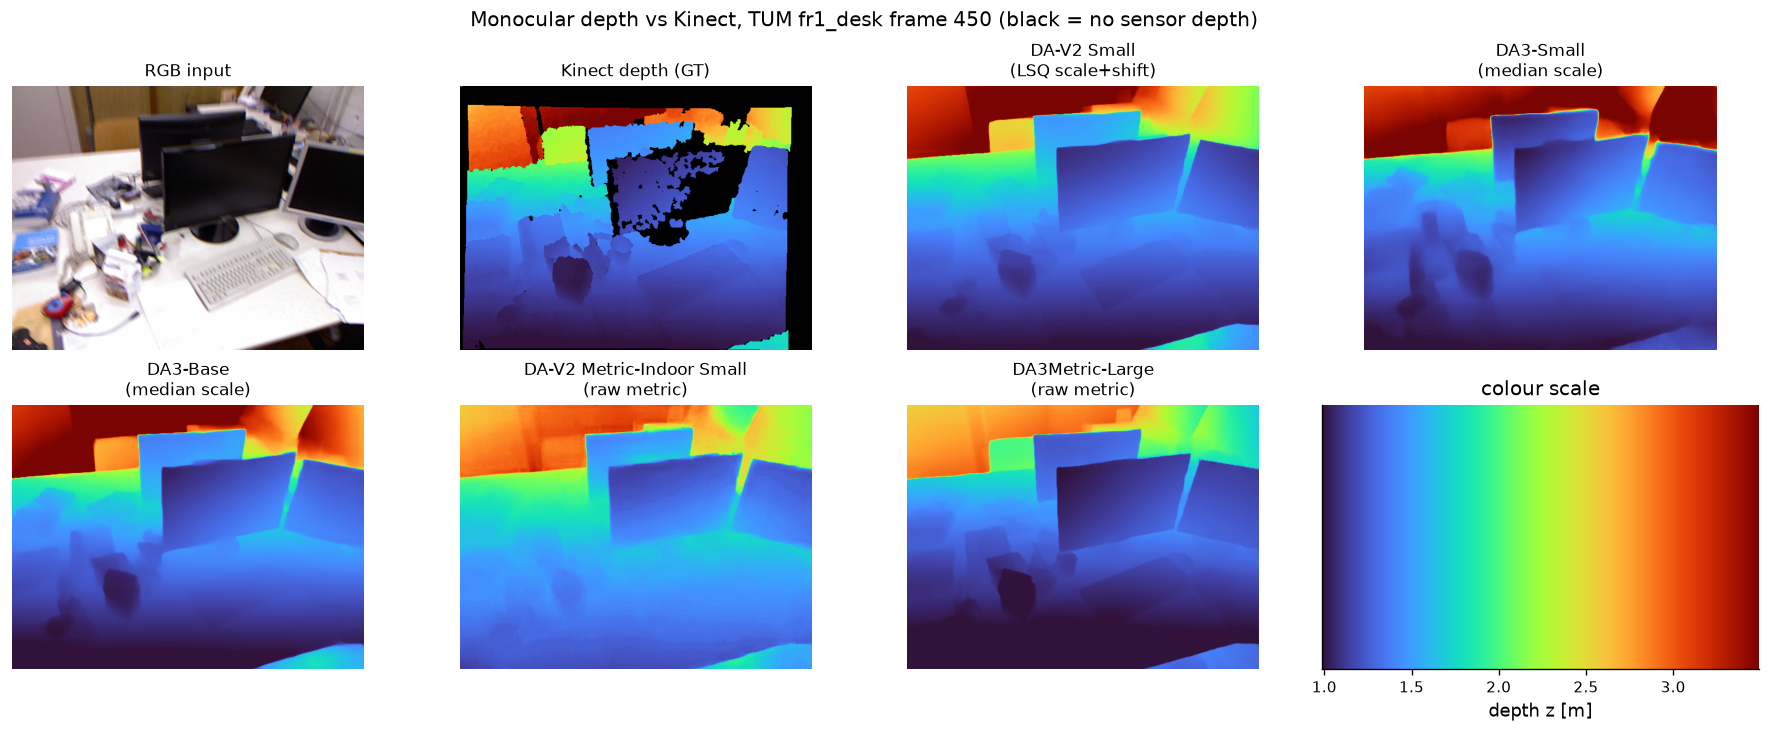 Monocular depth vs Kinect, TUM fr1_desk frame 450 (black = no sensor depth)
RGB input
Kinect depth (GT)
DA-V2 Small
(LSQ scale+shift)
DA3-Small
(median scale)
DA3-Base
(median scale)
DA-V2 Metric-Indoor Small
(raw metric)
DA3Metric-Large
(raw metric)
colour scale
1.0 1.5 2.0 2.5 3.0
depth z [m]